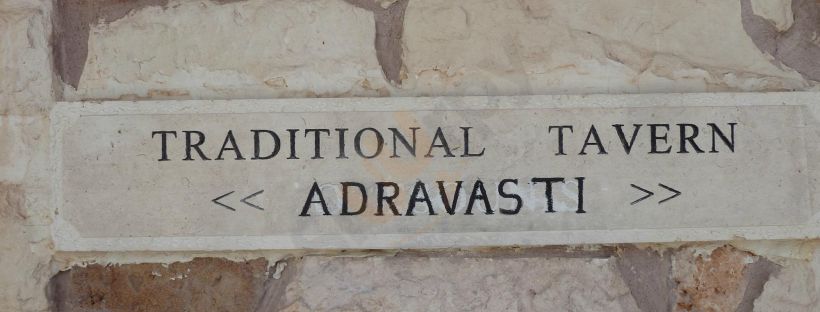 TRADITIONAL TAVERN
<< ADRAVASTI >>